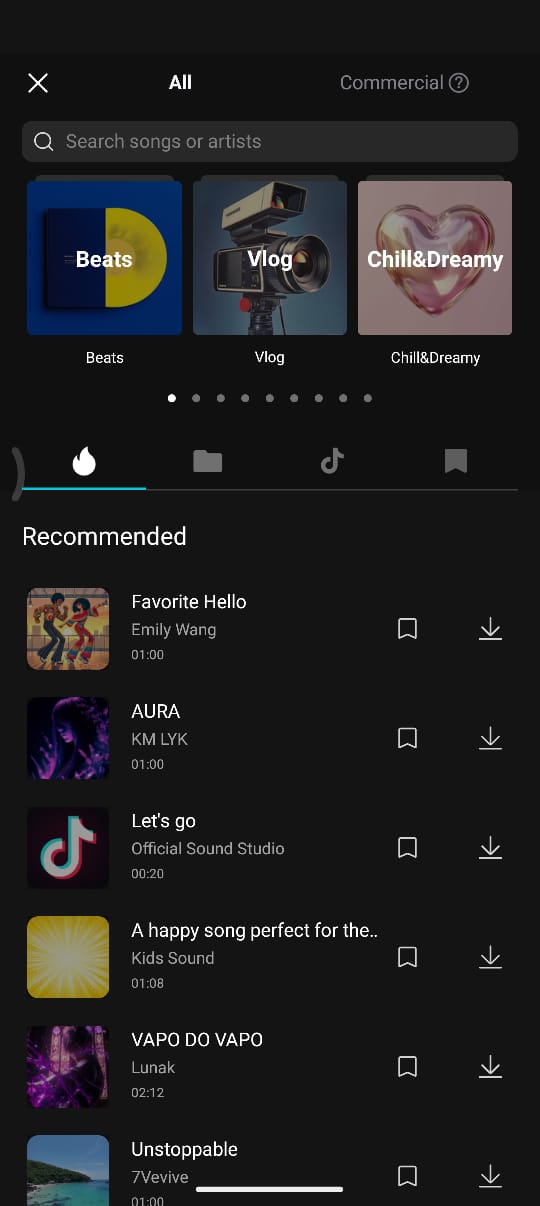 All
Commercial ?
Search songs or artists
Beats
Vlog
Chill&Dreamy
Beats
Vlog
Chill&Dreamy
Recommended
Favorite Hello
Emily Wang
01:00
AURA
KM LYK
01:00
Let's go
Official Sound Studio
00:20
A happy song perfect for the..
Kids Sound
01:08
VAPO DO VAPO
Lunak
02:12
Unstoppable
7Vevive
01:00